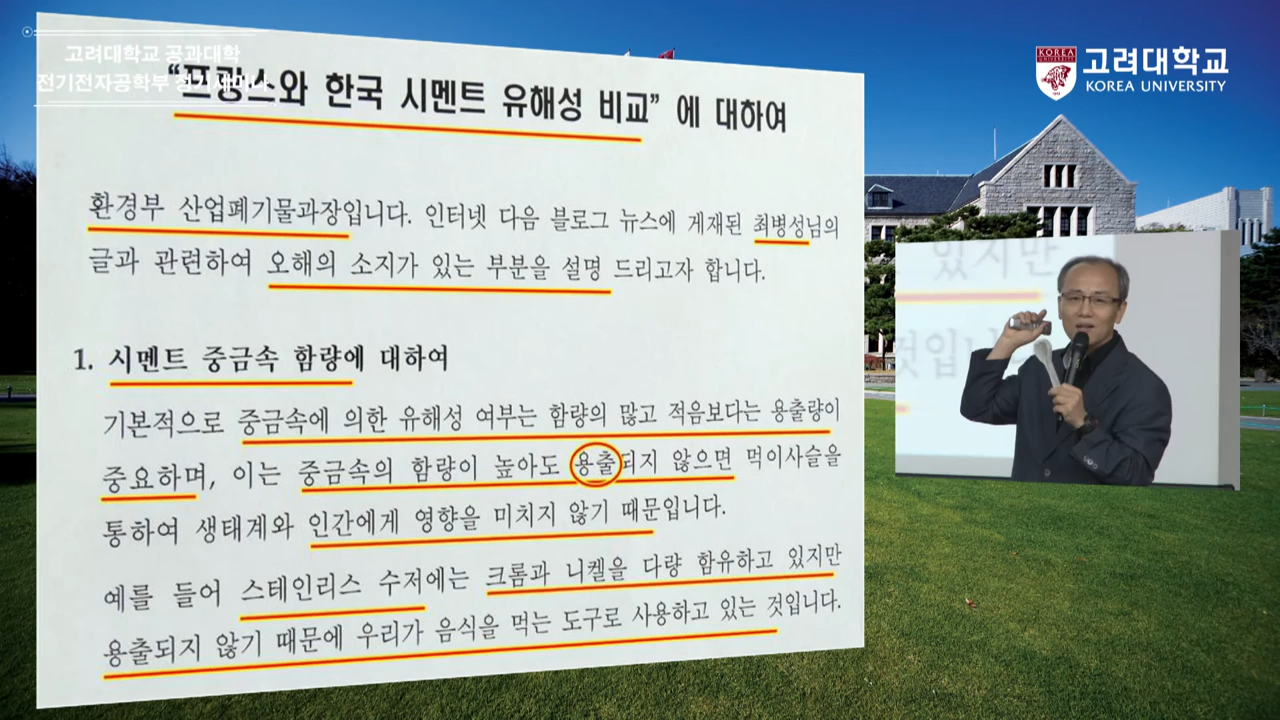 고려대학교 공과대학
전기전자공학부 정기세미나
“프랑스와 한국 시멘트 유해성 비교” 에 대하여
환경부 산업폐기물과장입니다. 인터넷 다음 블로그 뉴스에 게재된 최병성님의
글과 관련하여 오해의 소지가 있는 부분을 설명 드리고자 합니다.
1. 시멘트 중금속 함량에 대하여
기본적으로 중금속에 의한 유해성 여부는 함량의 많고 적음보다는 용출량이
중요하며, 이는 중금속의 함량이 높아도 용출되지 않으면 먹이사슬을
통하여 생태계와 인간에게 영향을 미치지 않기 때문입니다.
예를 들어 스테인리스 수저에는 크롬과 니켈을 다량 함유하고 있지만
용출되지 않기 때문에 우리가 음식을 먹는 도구로 사용하고 있는 것입니다.
KOREA
UNIVERSITY
고려대학교
KOREA UNIVERSITY
있지만
것입니